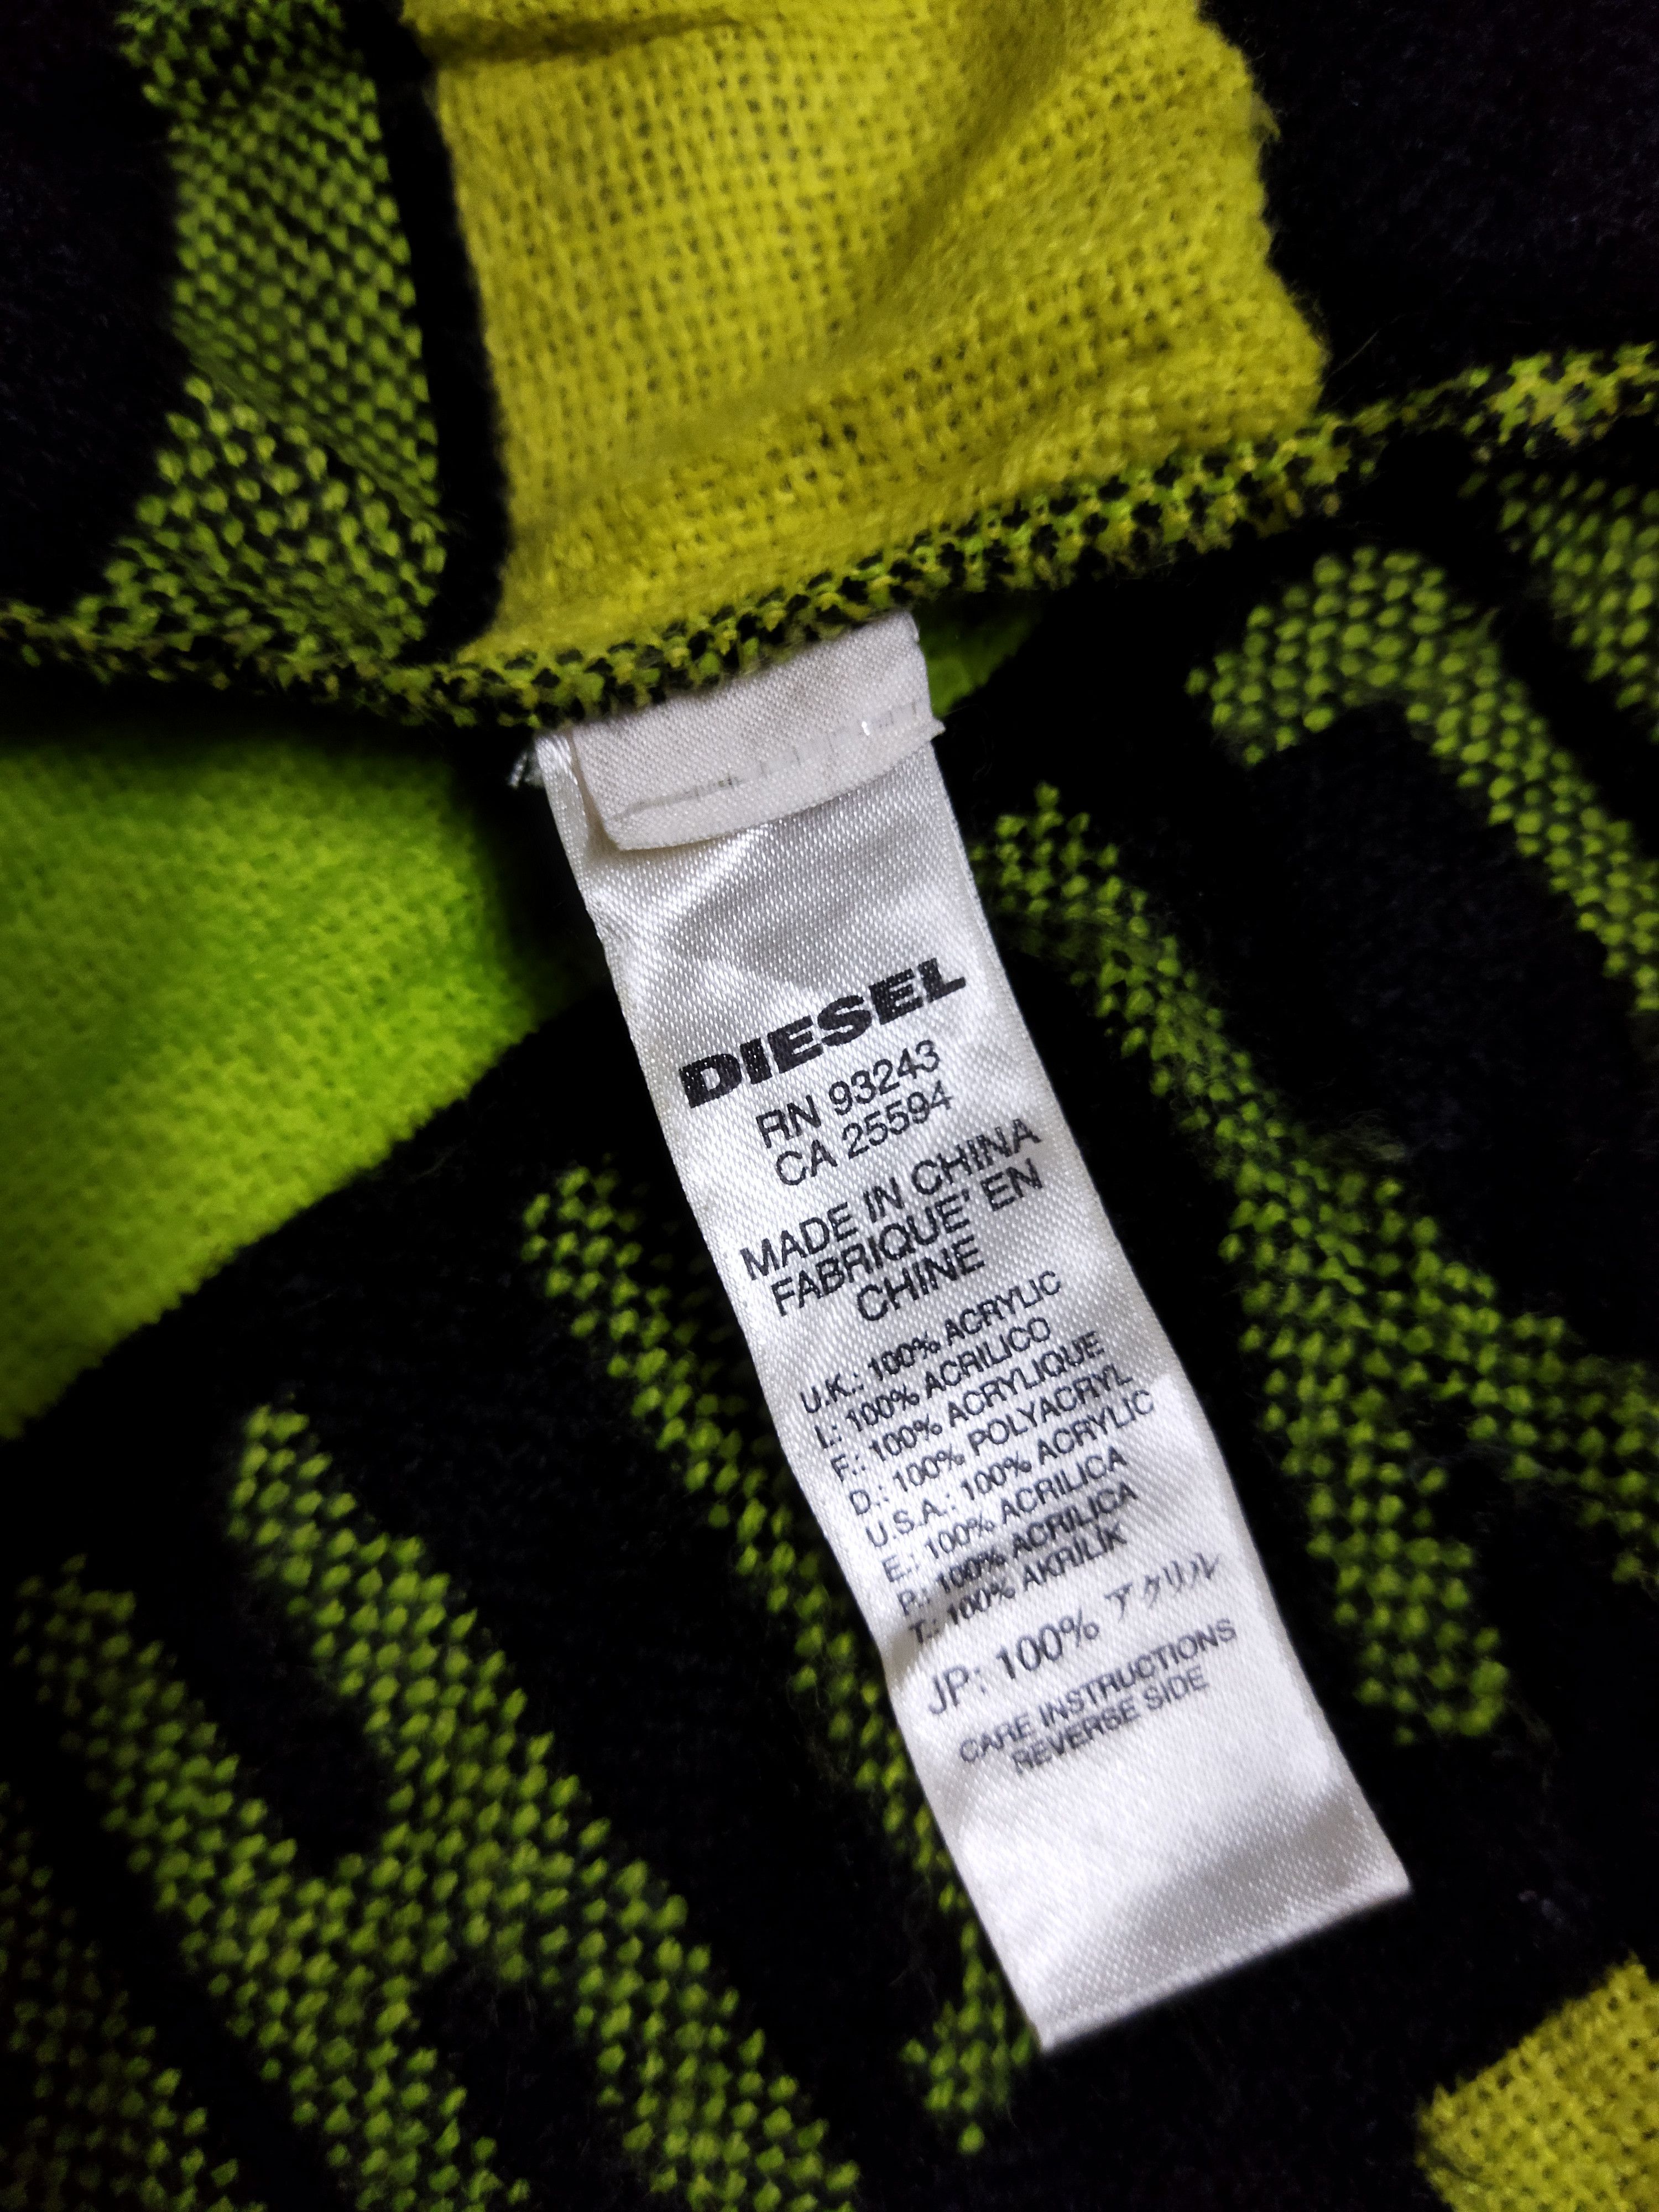 DIESEL
RN 93243
CA 25594
MADE IN CHINA
FABRIQUE' EN
CHINE
U.K.: 100% ACRYLIC
I.: 100% ACRILICO
F.: 100% ACRYLIQUE
D.: 100% POLYACRYL
U.S.A.: 100% ACRYLIC
E.: 100% ACRILICA
P.: 100% ACRILICA
T.: 100% AKRİLİK
JP: 100% アクリル
CARE INSTRUCTIONS
REVERSE SIDE